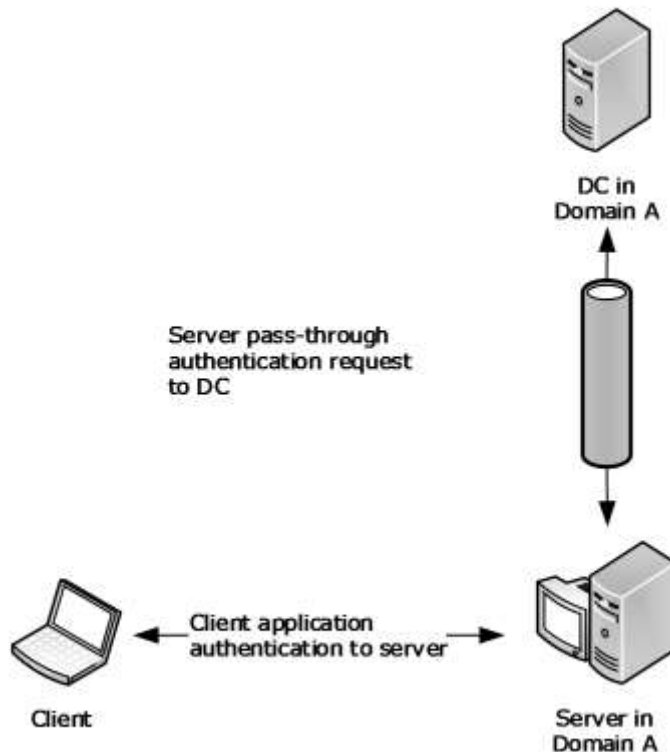 DC in
Domain A
Server pass-through
authentication request
to DC
Client application
authentication to server
Client
Server in
Domain A